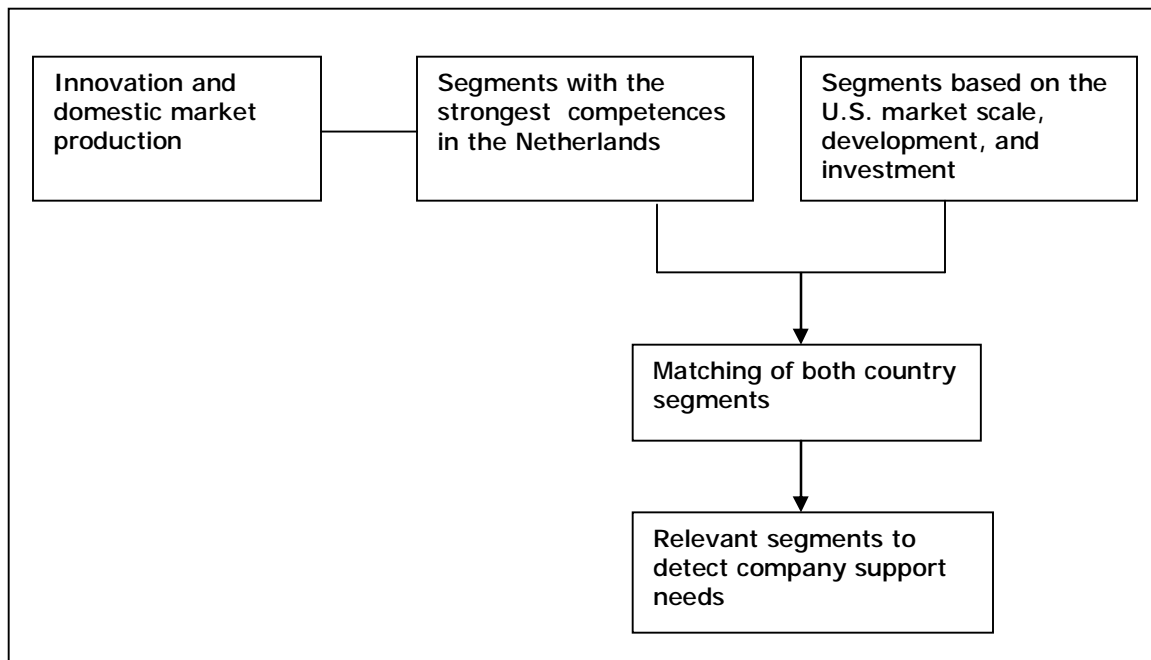 Innovation and
domestic market
production
Segments with the
strongest competences
in the Netherlands
Segments based on the
U.S. market scale,
development, and
investment
Matching of both country
segments
Relevant segments to
detect company support
needs